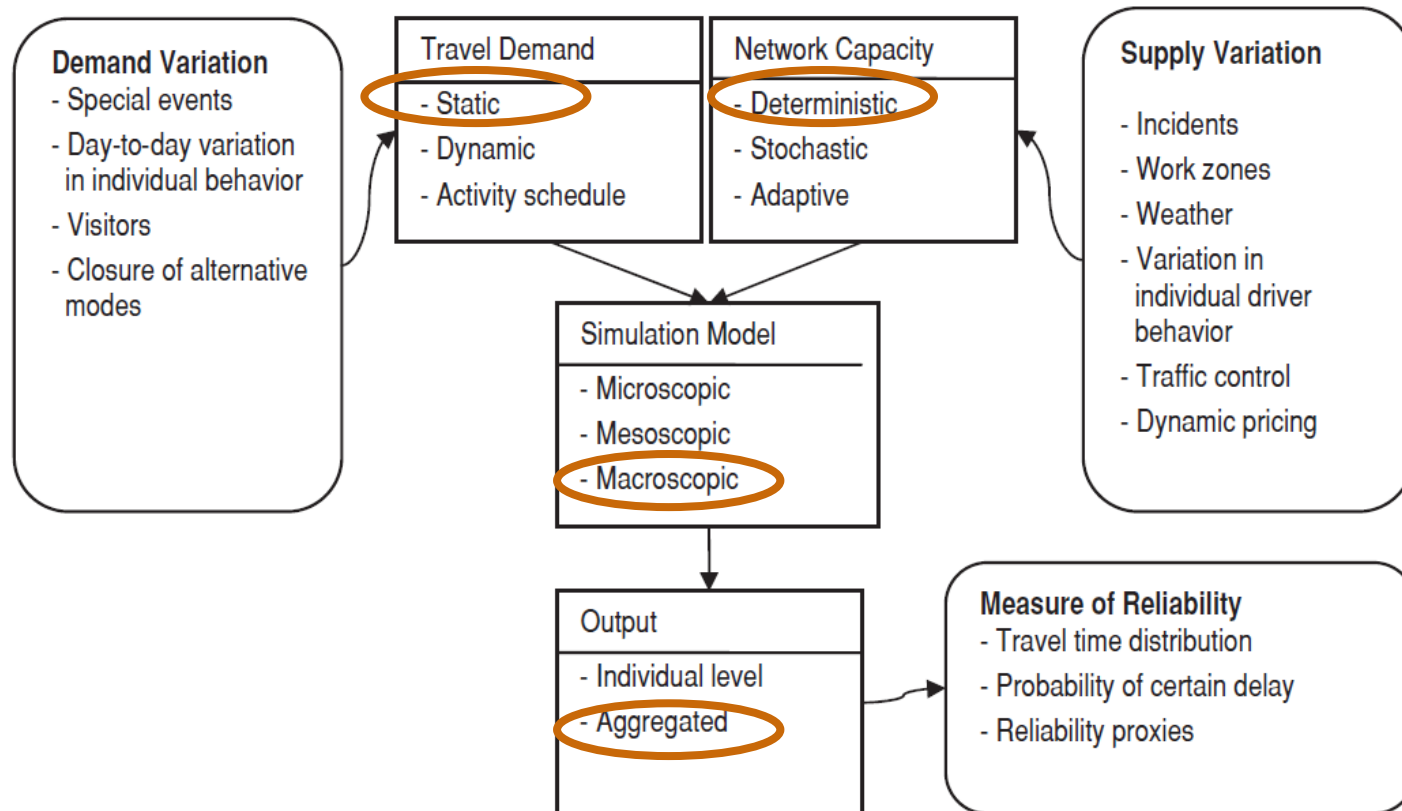 Demand Variation
- Special events
- Day-to-day variation
in individual behavior
- Visitors
- Closure of alternative
modes
Travel Demand
- Static
- Dynamic
- Activity schedule
Network Capacity
- Deterministic
- Stochastic
- Adaptive
Supply Variation
- Incidents
- Work zones
- Weather
- Variation in
individual driver
behavior
- Traffic control
- Dynamic pricing
Simulation Model
- Microscopic
- Mesoscopic
- Macroscopic
Output
- Individual level
- Aggregated
Measure of Reliability
- Travel time distribution
- Probability of certain delay
- Reliability proxies